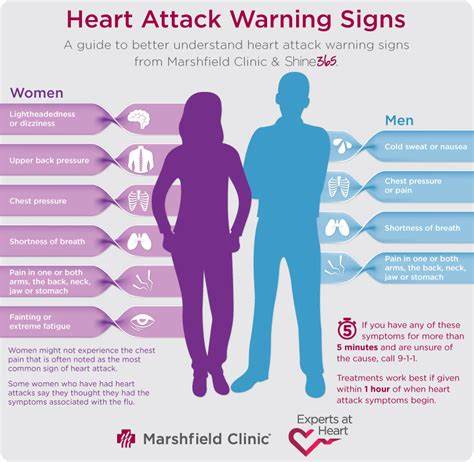 Heart Attack Warning Signs
A guide to better understand heart attack warning signs
from Marshfield Clinic & Shine365.
Women
Lightheadedness
or dizziness
Upper back pressure
Chest pressure
Shortness of breath
Pain in one or both
arms, the back, neck,
jaw or stomach
Fainting or
extreme fatigue
Women might not experience the chest
pain that is often noted as the most
common sign of heart attack.
Some women who have had heart
attacks say they thought they had the
symptoms associated with the flu.
Men
Cold sweat or nausea
Chest pressure
or pain
Shortness of breath
Pain in one or both
arms, the back, neck,
jaw or stomach
5
If you have any of these
symptoms for more than
5 minutes and are unsure of
the cause, call 9-1-1.
Treatments work best if given
within 1 hour of when heart
attack symptoms begin.
Marshfield Clinic®
Experts at
Heart